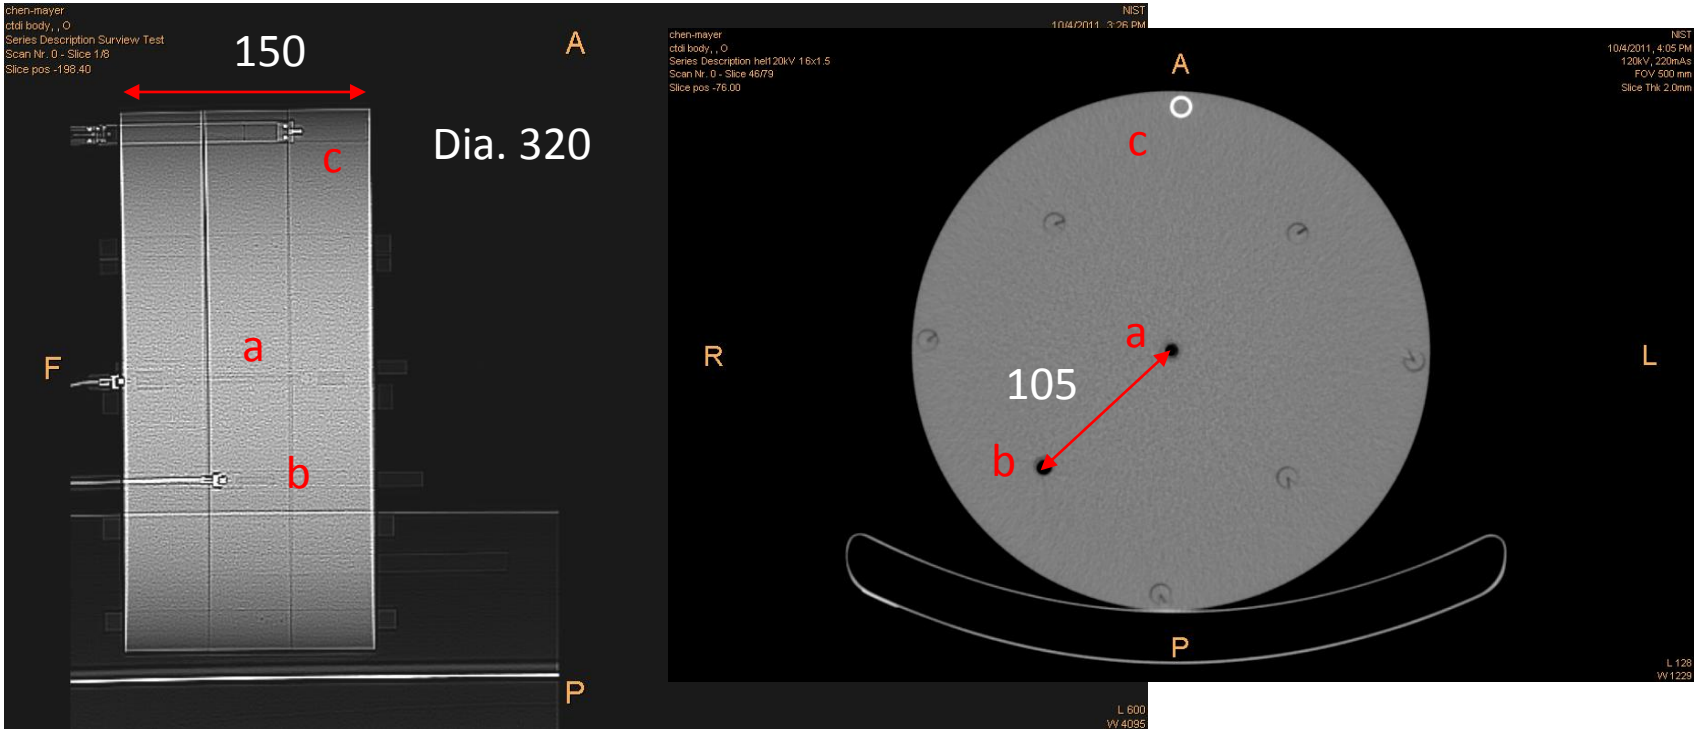 chen-mayer
ctdi body, , O
Series Description Surview Test
Scan Nr. 0 - Slice 1/8
Slice pos -198.40
NIST
10/4/2011, 3:26 PM
A
150
Dia. 320
c
a
b
F
P
L 600
W 4095
chen-mayer
ctdi body, , O
Series Description hel120kV 16x1.5
Scan Nr. 0 - Slice 46/79
Slice pos -76.00
NIST
10/4/2011, 4:05 PM
120kV, 220mAs
FOV 500 mm
Slice Thk 2.0mm
A
c
a
R
L
105
b
P
L 128
W 1229